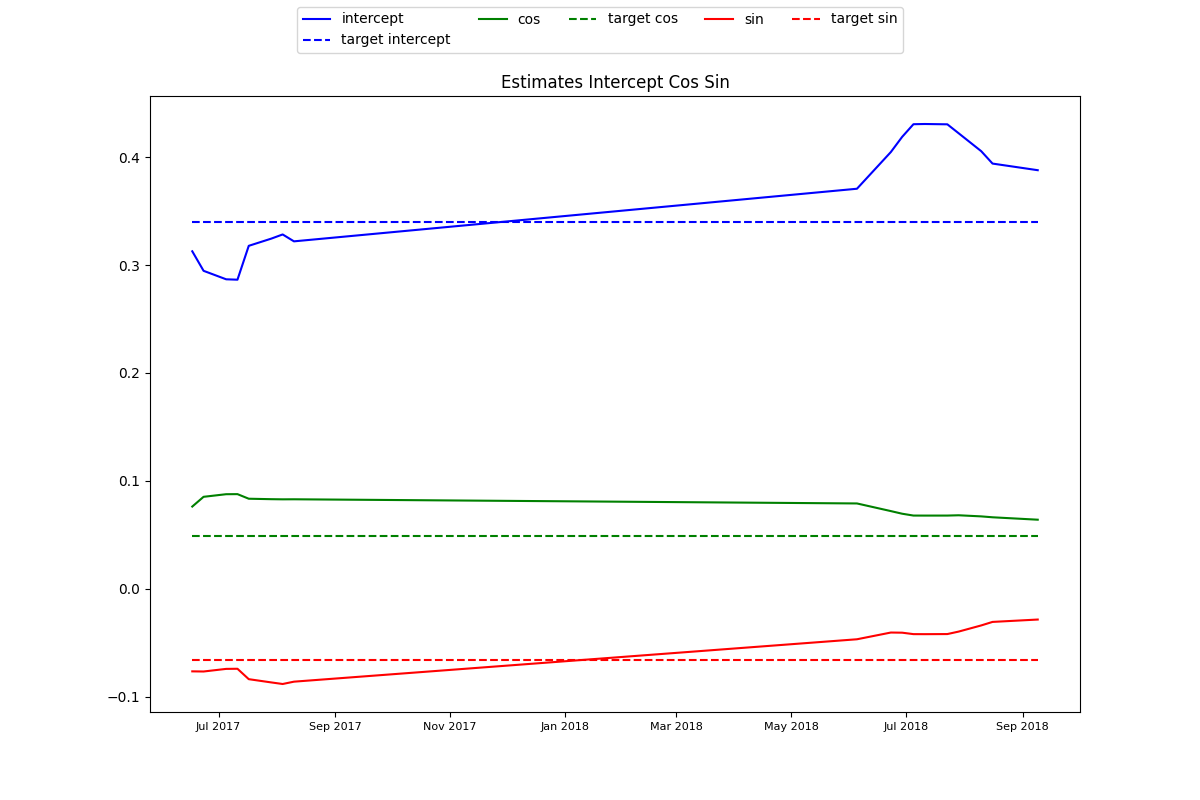 intercept cos target cos sin target sin
target intercept
Estimates Intercept Cos Sin
0.4
0.3
0.2
0.1
0.0
−0.1
Jul 2017 Sep 2017 Nov 2017 Jan 2018 Mar 2018 May 2018 Jul 2018 Sep 2018